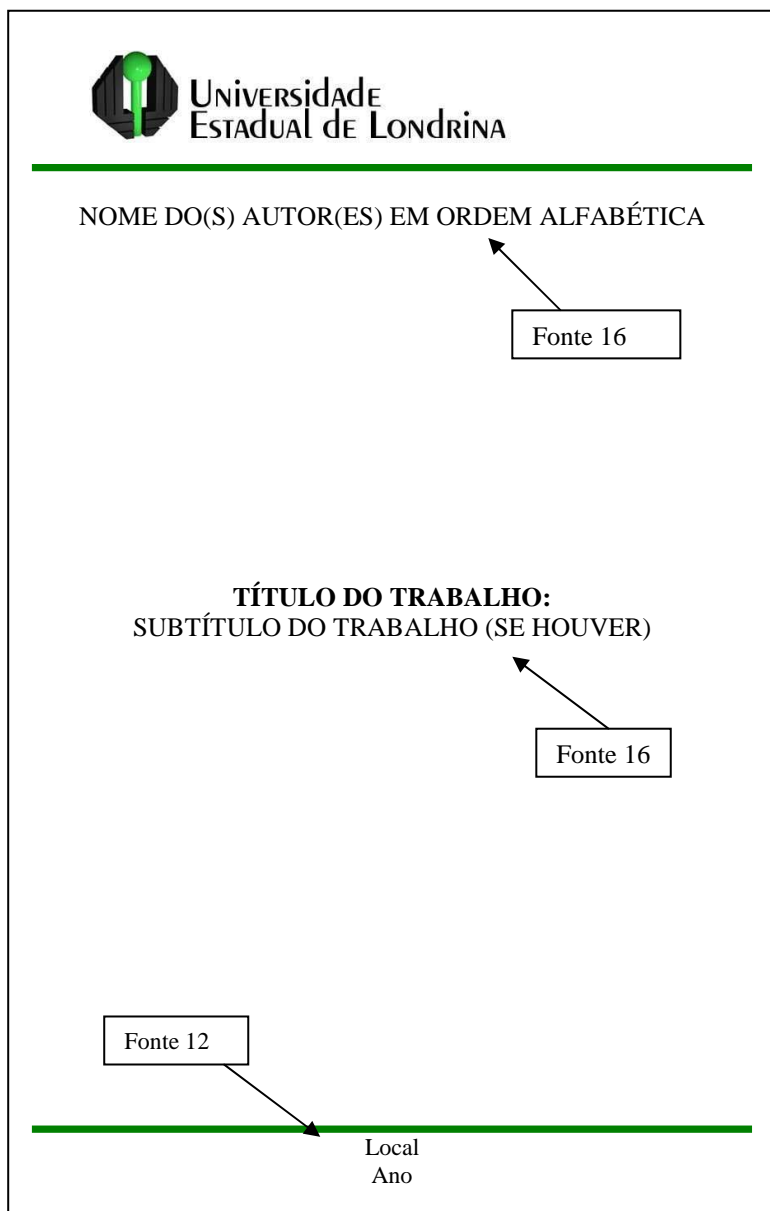 Universidade
Estadual de Londrina
NOME DO(S) AUTOR(ES) EM ORDEM ALFABÉTICA
Fonte 16
TÍTULO DO TRABALHO:
SUBTÍTULO DO TRABALHO (SE HOUVER)
Fonte 16
Fonte 12
Local
Ano